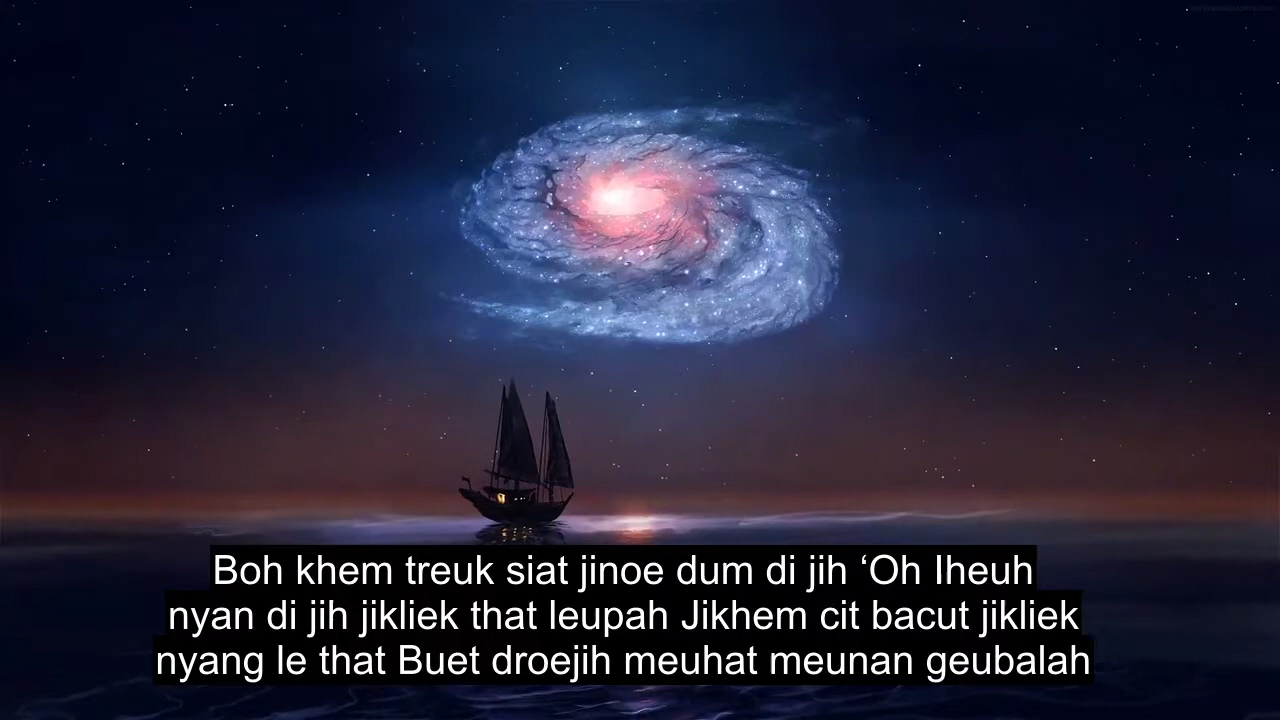 Boh khem treuk siat jinoe dum di jih ‘Oh lheuh
nyan di jih jikliek that leupah Jikhem cit bacut jikliek
nyang le that Buet droejih meuhat meunan geubalah